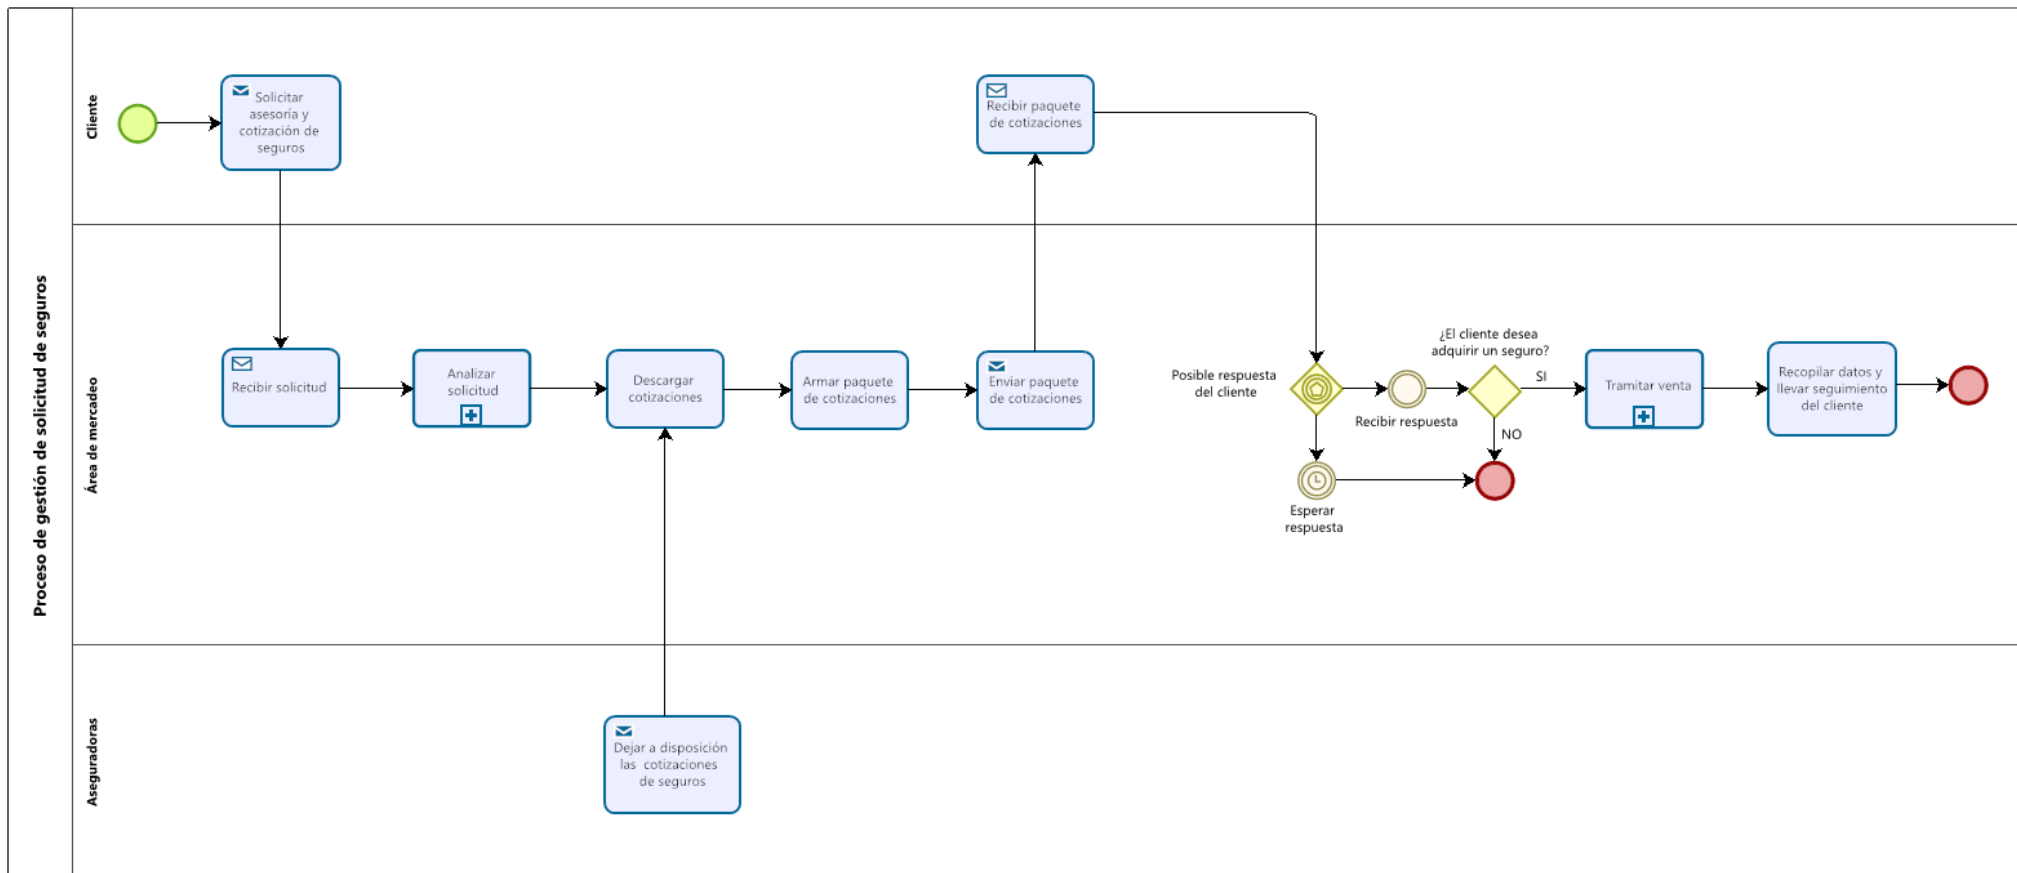 Proceso de gestión de solicitud de seguros
Cliente
Solicitar
asesoría y
cotización de
seguros
Recibir paquete
de cotizaciones
Área de mercadeo
Recibir solicitud
Analizar
solicitud
Descargar
cotizaciones
Armar paquete
de cotizaciones
Enviar paquete
de cotizaciones
Posible respuesta
del cliente
Recibir respuesta
Esperar
respuesta
¿El cliente desea
adquirir un seguro?
SI
NO
Tramitar venta
Recopilar datos y
llevar seguimiento
del cliente
Aseguradoras
Dejar a disposición
las cotizaciones
de seguros